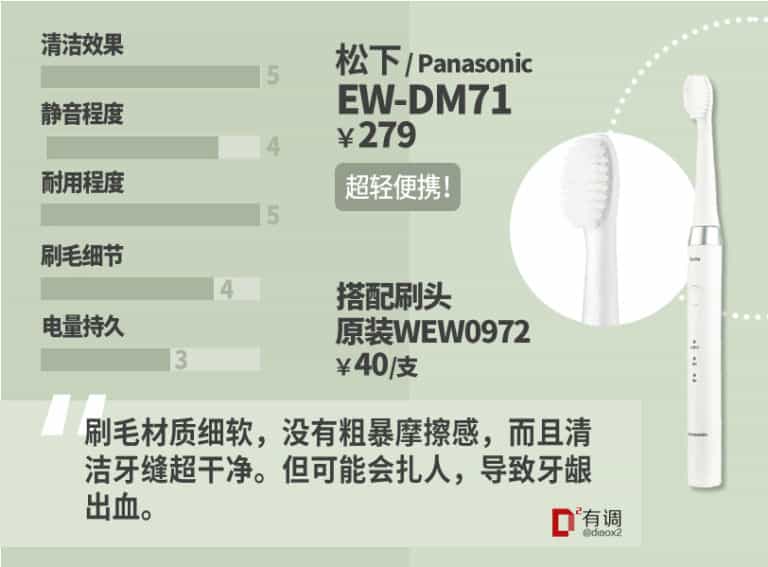 清洁效果
5
静音程度
4
耐用程度
5
刷毛细节
4
电量持久
3
松下/Panasonic
EW-DM71
¥279
超轻便携!
搭配刷头
原装WEW0972
¥40/支
刷毛材质细软，没有粗暴摩擦感，而且清
洁牙缝超干净。但可能会扎人，导致牙龈
出血。
D²有调
@diaox2
Panasonic